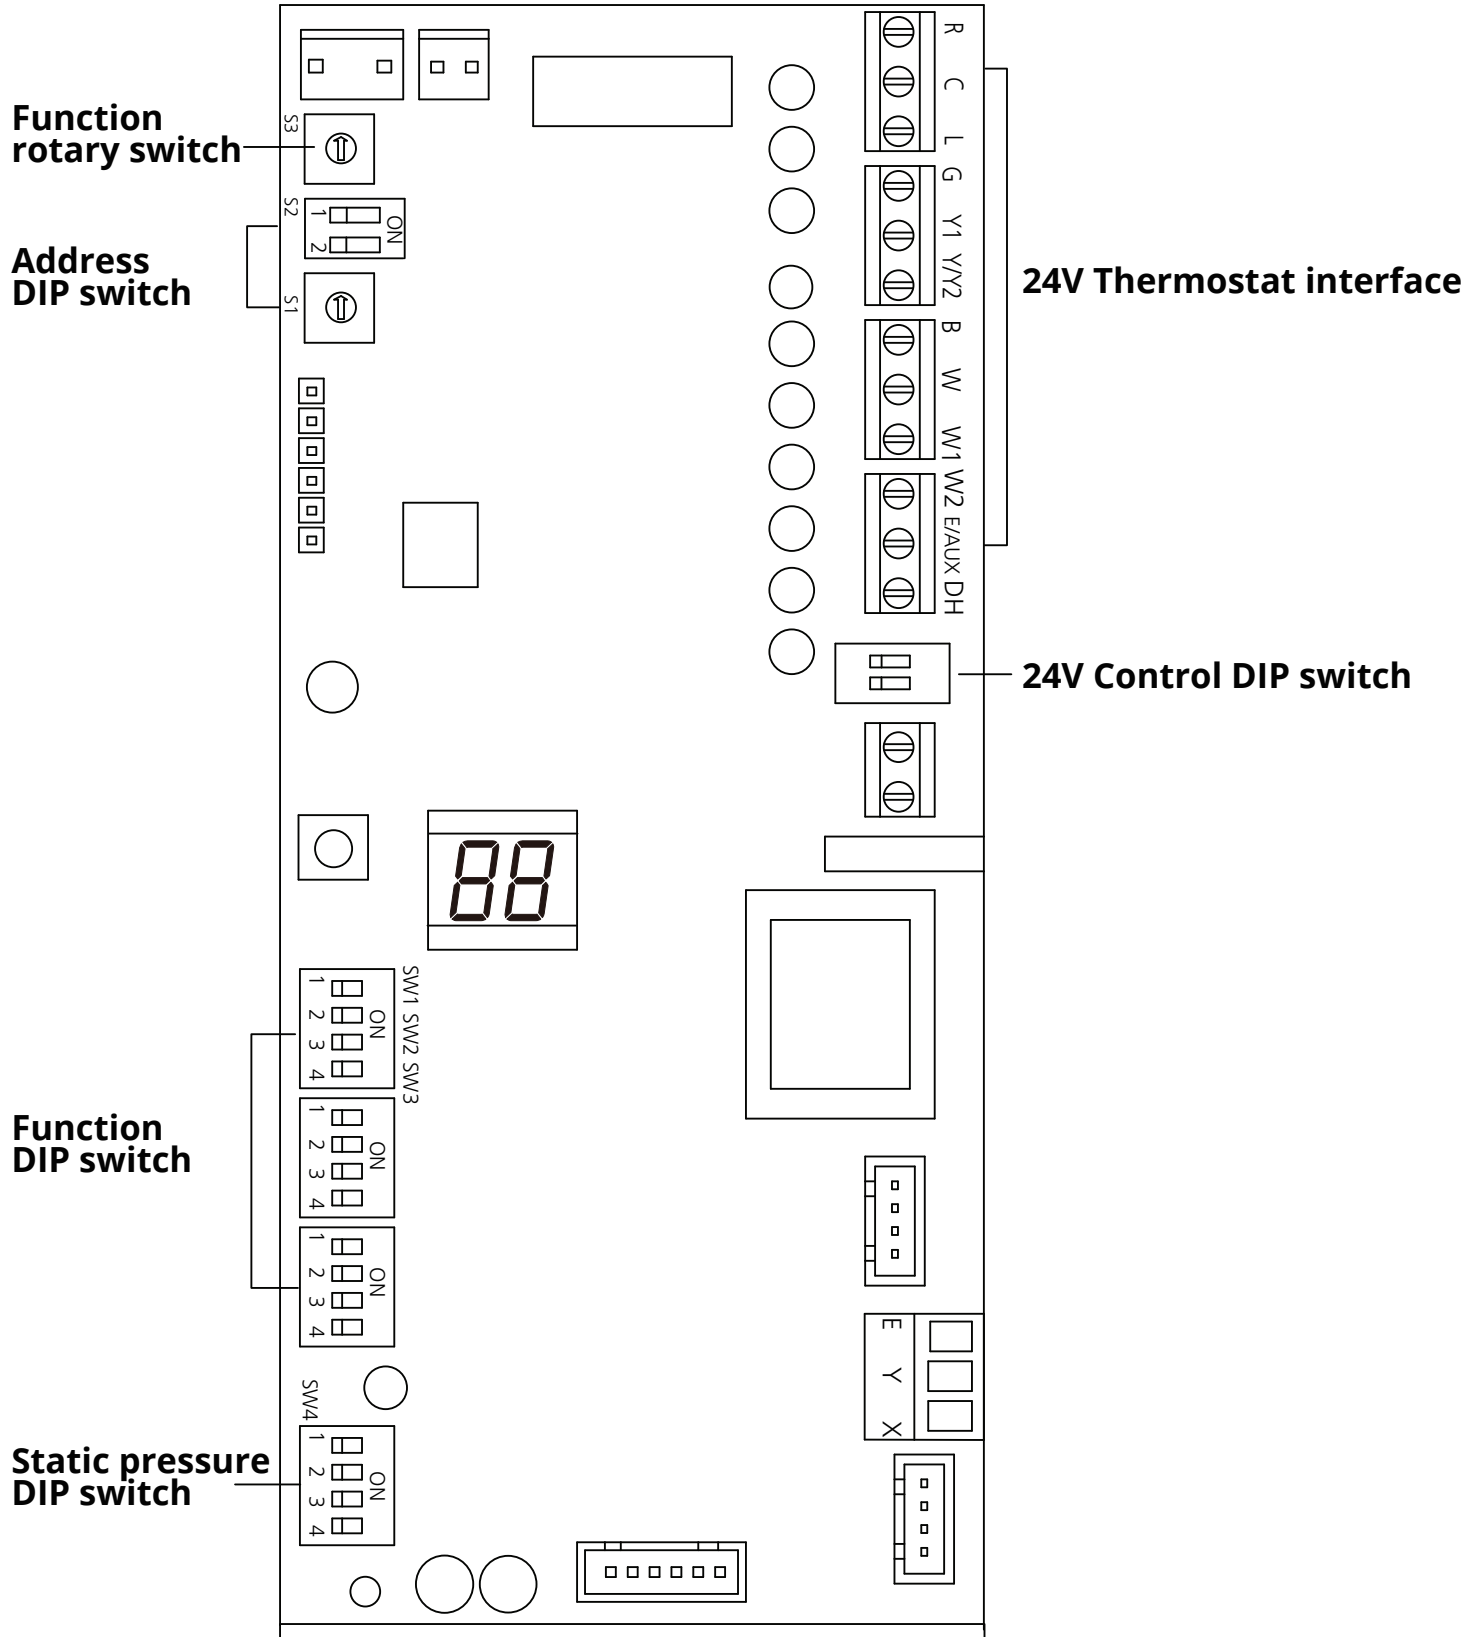 Function
rotary switch
Address
DIP switch
Function
DIP switch
Static pressure
DIP switch
S3
S2
1
2
ON
S1
R
C
L
G
Y1
Y/Y2
B
W
W1
W2
E/AUX
DH
24V Thermostat interface
24V Control DIP switch
88
SW1 SW2 SW3
1
2
3
4
ON
1
2
3
4
ON
1
2
3
4
ON
SW4
1
2
3
4
ON
E
Y
X